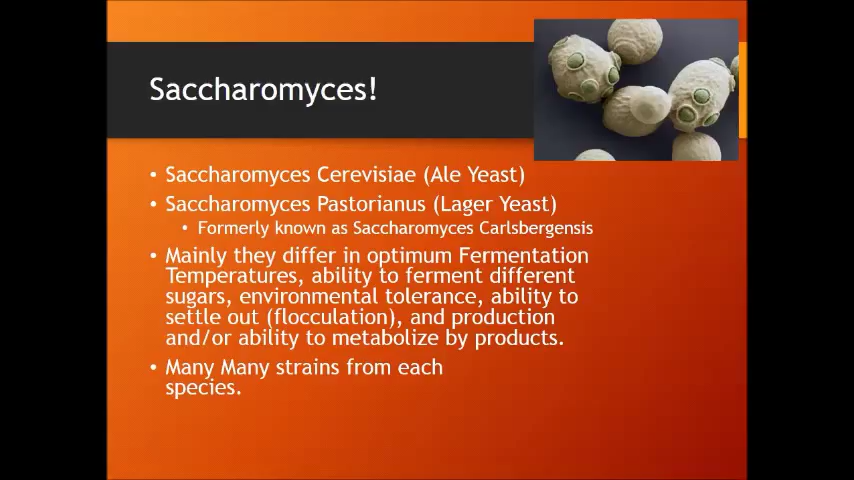 Saccharomyces!
• Saccharomyces Cerevisiae (Ale Yeast)
• Saccharomyces Pastorianus (Lager Yeast)
• Formerly known as Saccharomyces Carlsbergensis
• Mainly they differ in optimum Fermentation
Temperatures, ability to ferment different
sugars, environmental tolerance, ability to
settle out (flocculation), and production
and/or ability to metabolize by products.
• Many Many strains from each
species.